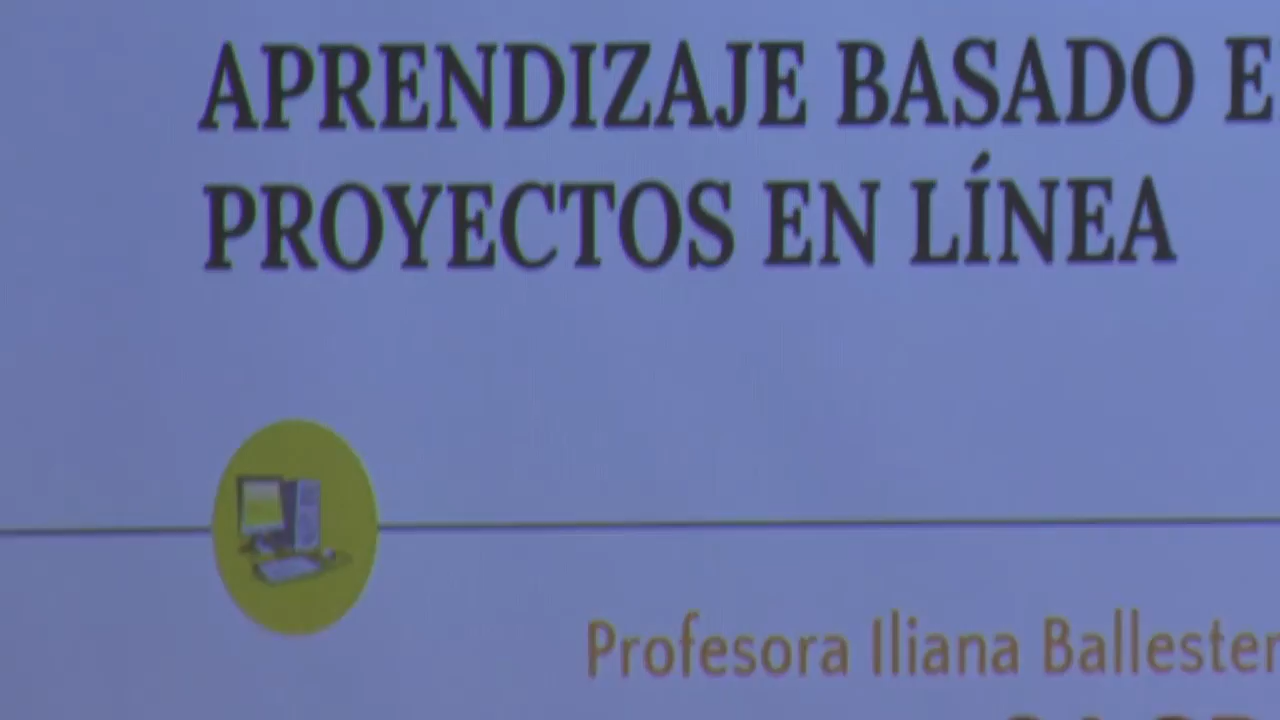 APRENDIZAJE BASADO E
PROYECTOS EN LÍNEA
Profesora Iliana Ballester